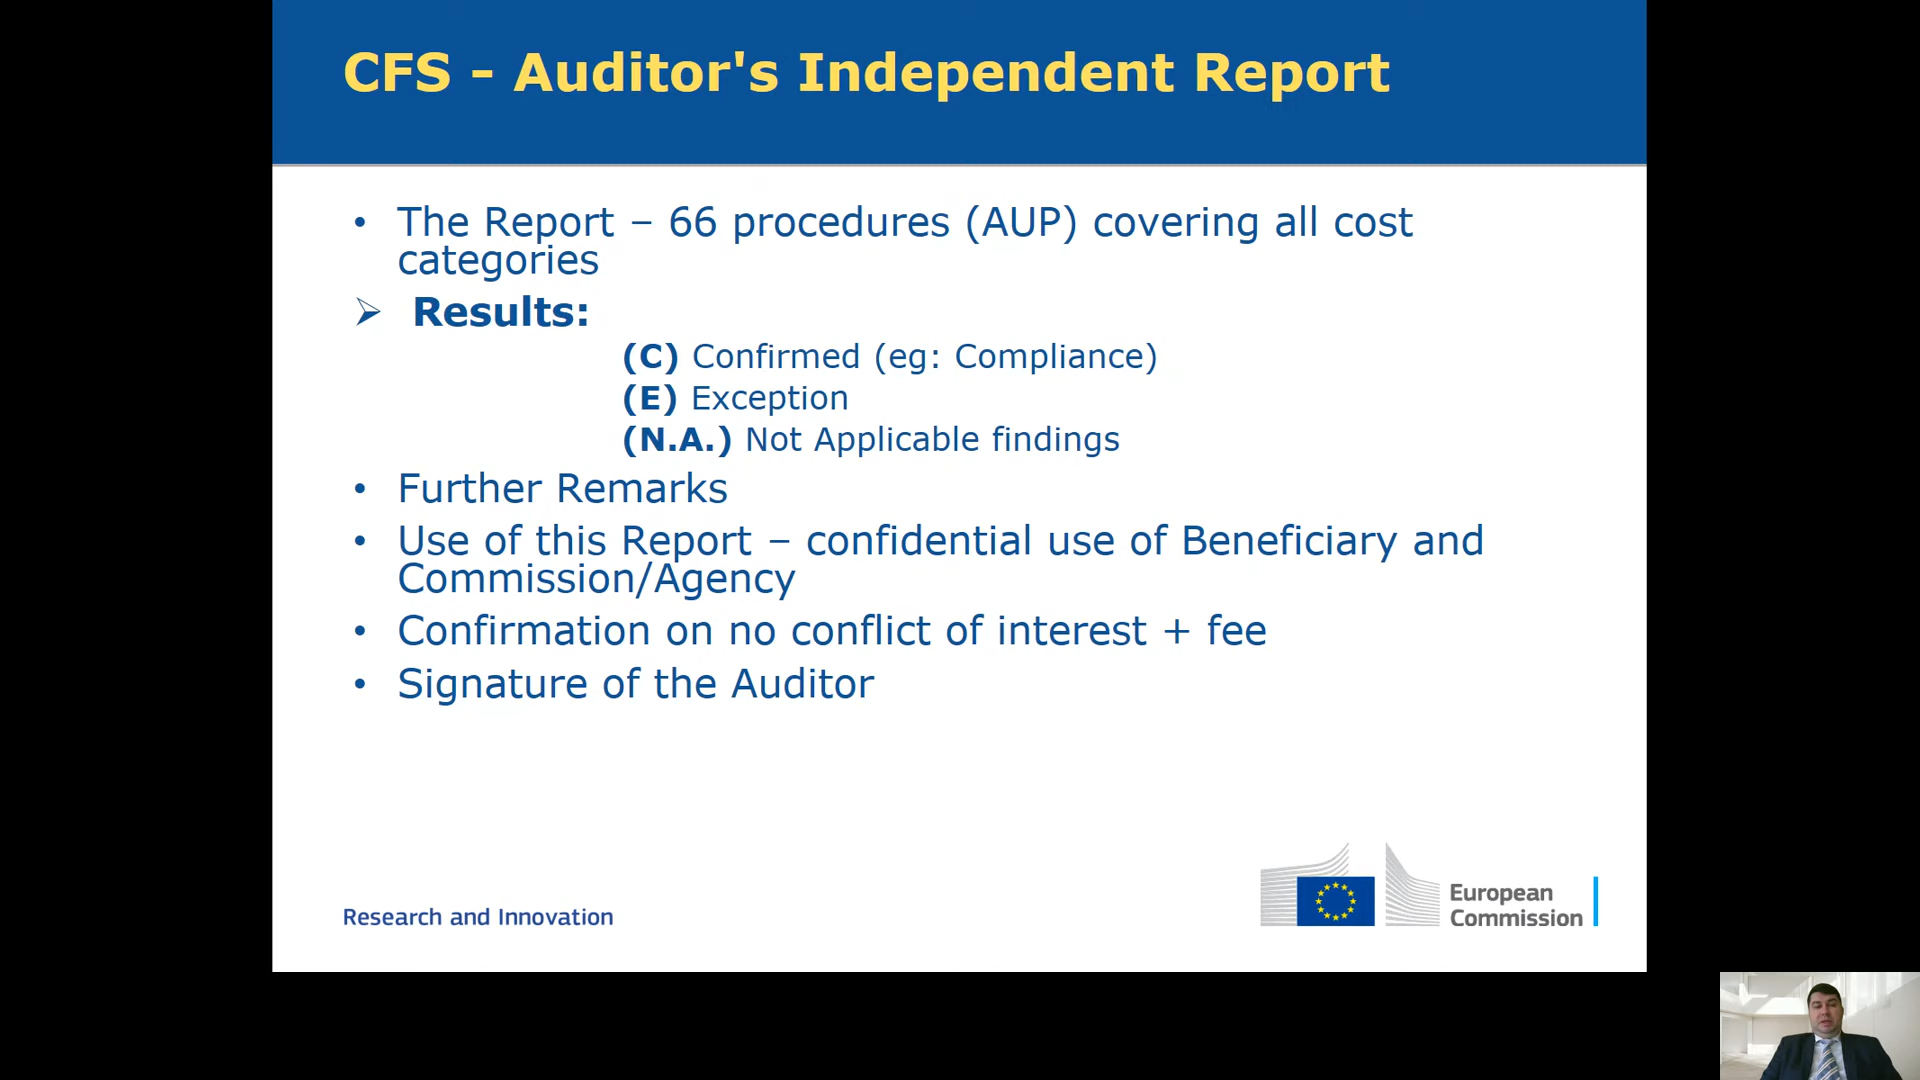 CFS - Auditor's Independent Report
• The Report – 66 procedures (AUP) covering all cost
categories
➢ Results:
(C) Confirmed (eg: Compliance)
(E) Exception
(N.A.) Not Applicable findings
• Further Remarks
• Use of this Report – confidential use of Beneficiary and
Commission/Agency
• Confirmation on no conflict of interest + fee
• Signature of the Auditor
Research and Innovation
European
Commission